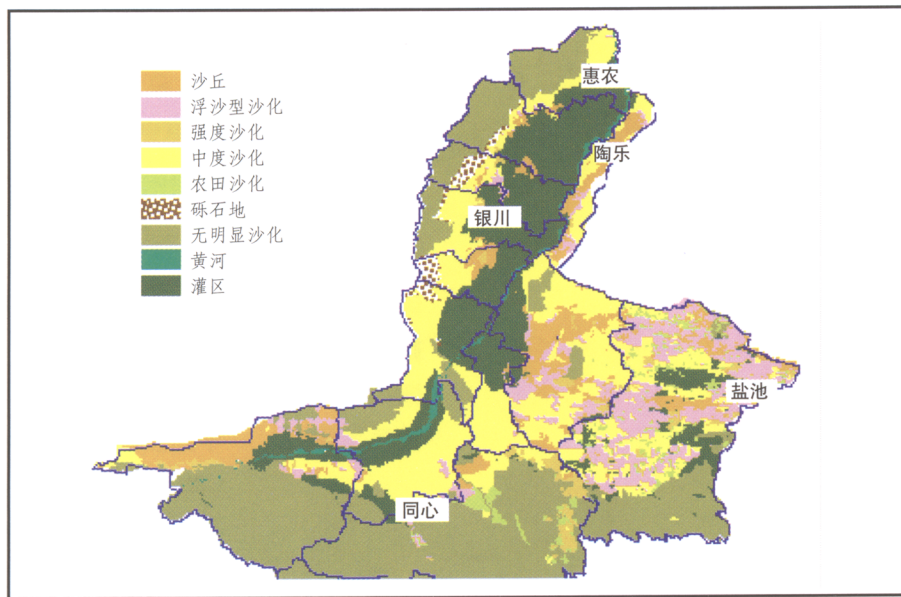 沙丘
浮沙型沙化
强度沙化
中度沙化
农田沙化
砾石地
无明显沙化
黄河
灌区
惠农
陶乐
银川
盐池
同心